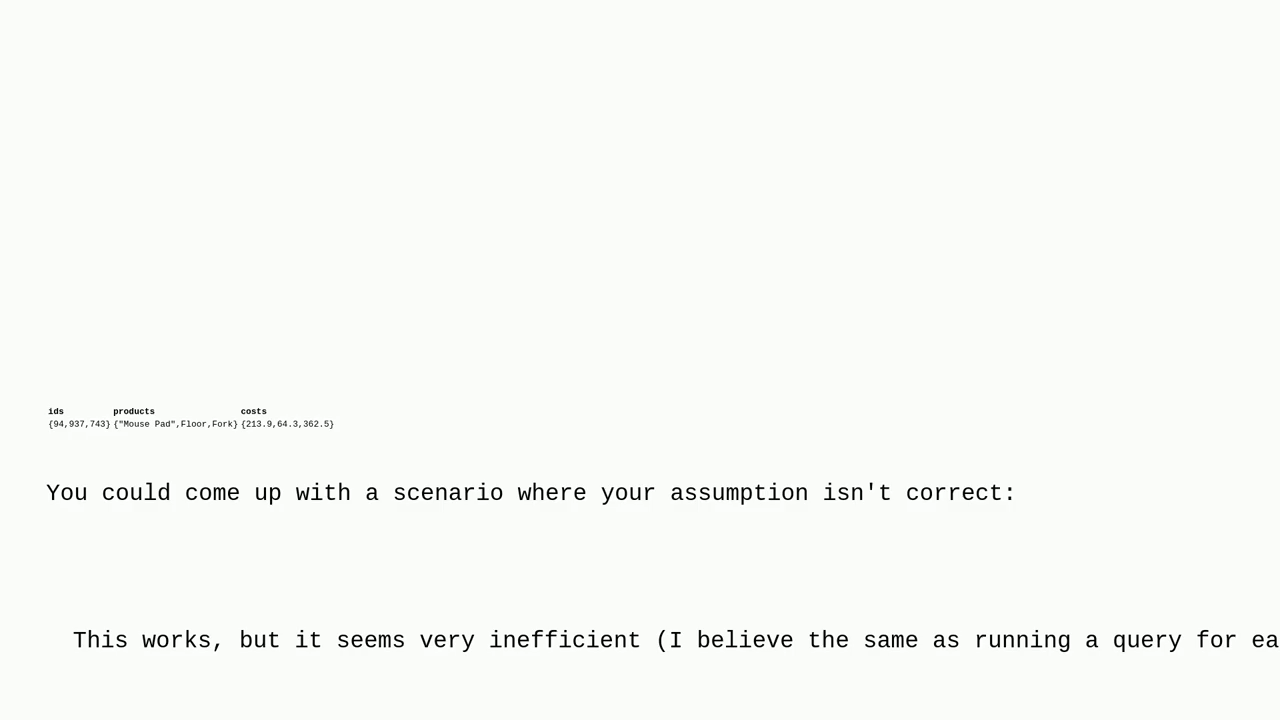 ids products costs
{94,937,743} {"Mouse Pad",Floor,Fork} {213.9,64.3,362.5}
You could come up with a scenario where your assumption isn't correct:
This works, but it seems very inefficient (I believe the same as running a query for ea